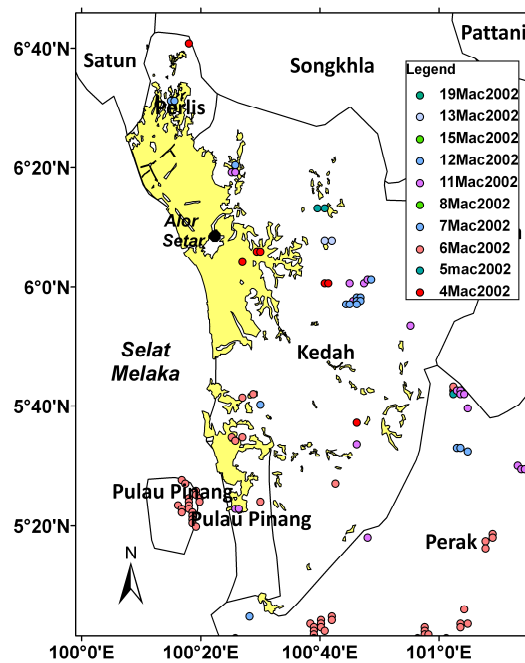 6°40'N
Satun
Songkhla
Pattani
Perlis
Legend
19Mac2002
13Mac2002
15Mac2002
12Mac2002
11Mac2002
8Mac2002
7Mac2002
6Mac2002
5mac2002
4Mac2002
6°20'N
Alor
Setar
6°0'N
Selat
Melaka
Kedah
5°40'N
Pulau Pinang
Pulau Pinang
5°20'N
Perak
N
100°0'E
100°20'E
100°40'E
101°0'E